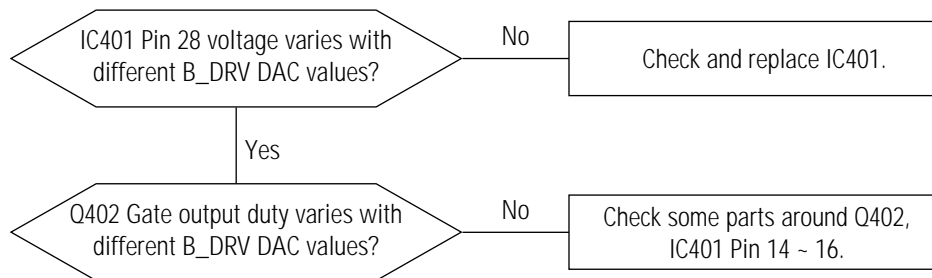 IC401 Pin 28 voltage varies with
different B_DRV DAC values?
No
Check and replace IC401.
Yes
Q402 Gate output duty varies with
different B_DRV DAC values?
No
Check some parts around Q402,
IC401 Pin 14 ~ 16.